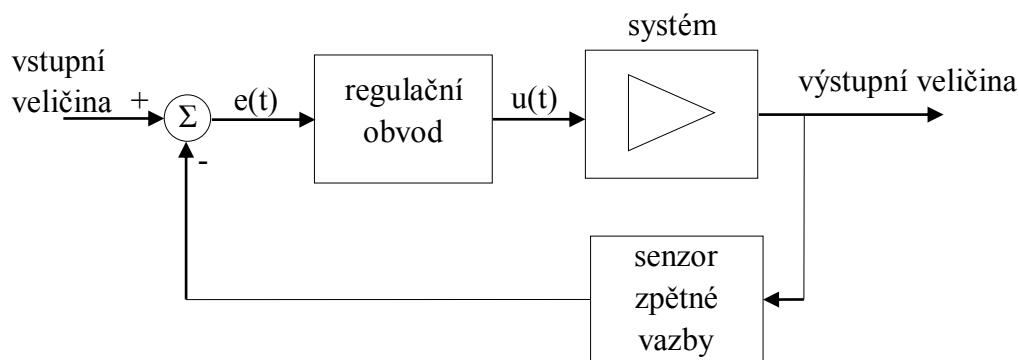 systém
vstupní
veličina
+
Σ
-
e(t)
regulační
obvod
u(t)
výstupní veličina
senzor
zpětné
vazby